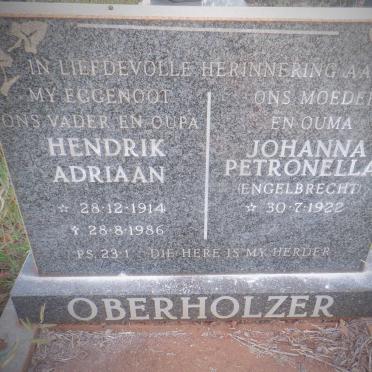 IN LIEFDEVOLLE HERINNERING AA
MY EGGENOOT
ONS VADER EN OUPA
HENDRIK
ADRIAAN
☆ 28-12-1914
✝ 28-8-1986
ONS MOEDER
EN OUMA
JOHANNA
PETRONELLA
(ENGELBRECHT)
☆ 30-7-1922
PS. 23:1 DIE HERE IS MY HERDER
OBERHOLZER